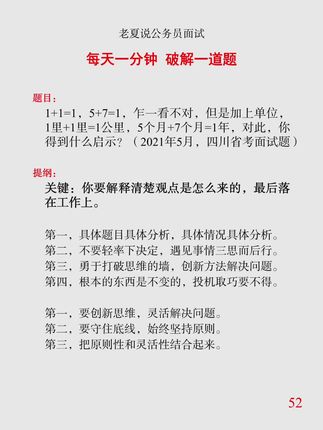 老夏说公务员面试
每天一分钟 破解一道题
题目：
1+1=1，5+7=1，乍一看不对，但是加上单位，
1里+1里=1公里，5个月+7个月=1年，对此，你
得到什么启示？（2021年5月，四川省考面试题）
提纲：
关键：你要解释清楚观点是怎么来的，最后落
在工作上。
第一，具体题目具体分析，具体情况具体分析。
第二，不要轻率下决定，遇见事情三思而后行。
第三，勇于打破思维的墙，创新方法解决问题。
第四，根本的东西是不变的，投机取巧要不得。
第一，要创新思维，灵活解决问题。
第二，要守住底线，始终坚持原则。
第三，把原则性和灵活性结合起来。
52